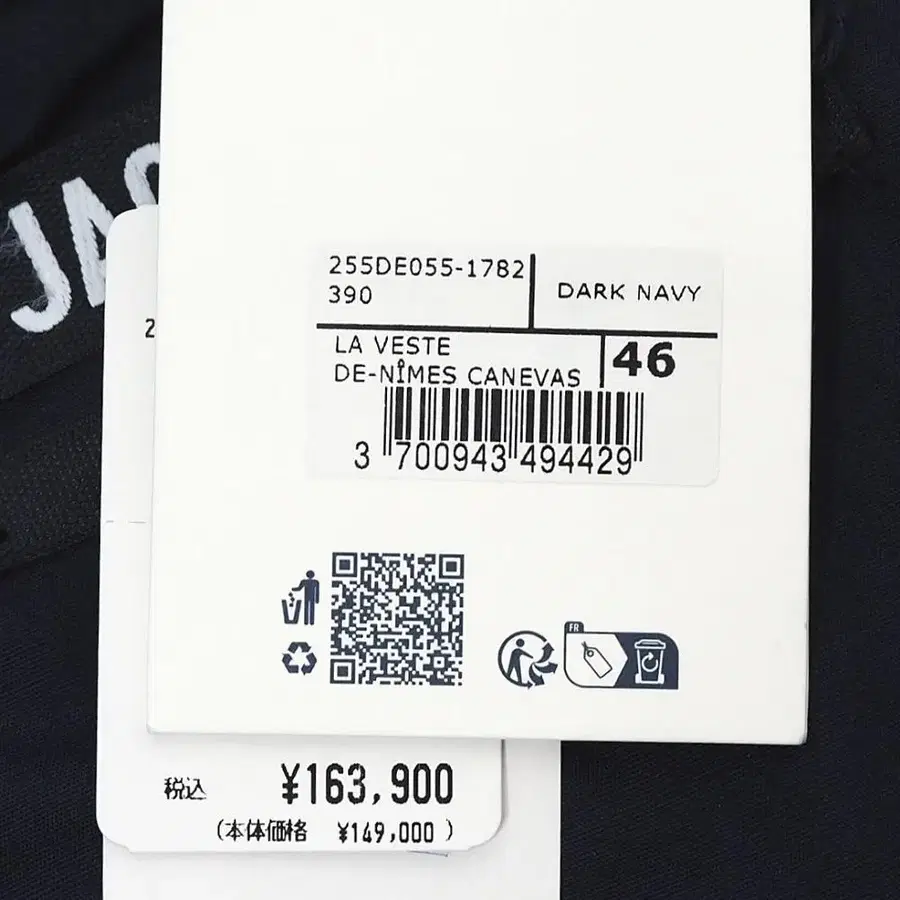 JAC
2
255DE055-1782
390
DARK NAVY
LA VESTE
DE-NÎMES CANEVAS
46
3 700943 494429
FR
税込 ¥163,900
(本体価格 ¥149,000 )